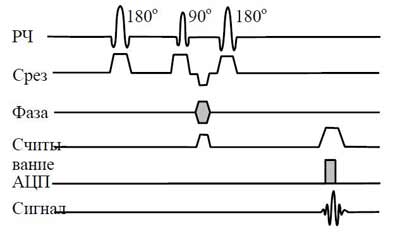 180° 90° 180°
РЧ
Срез
Фаза
Считы-
вание
АЦП
Сигнал